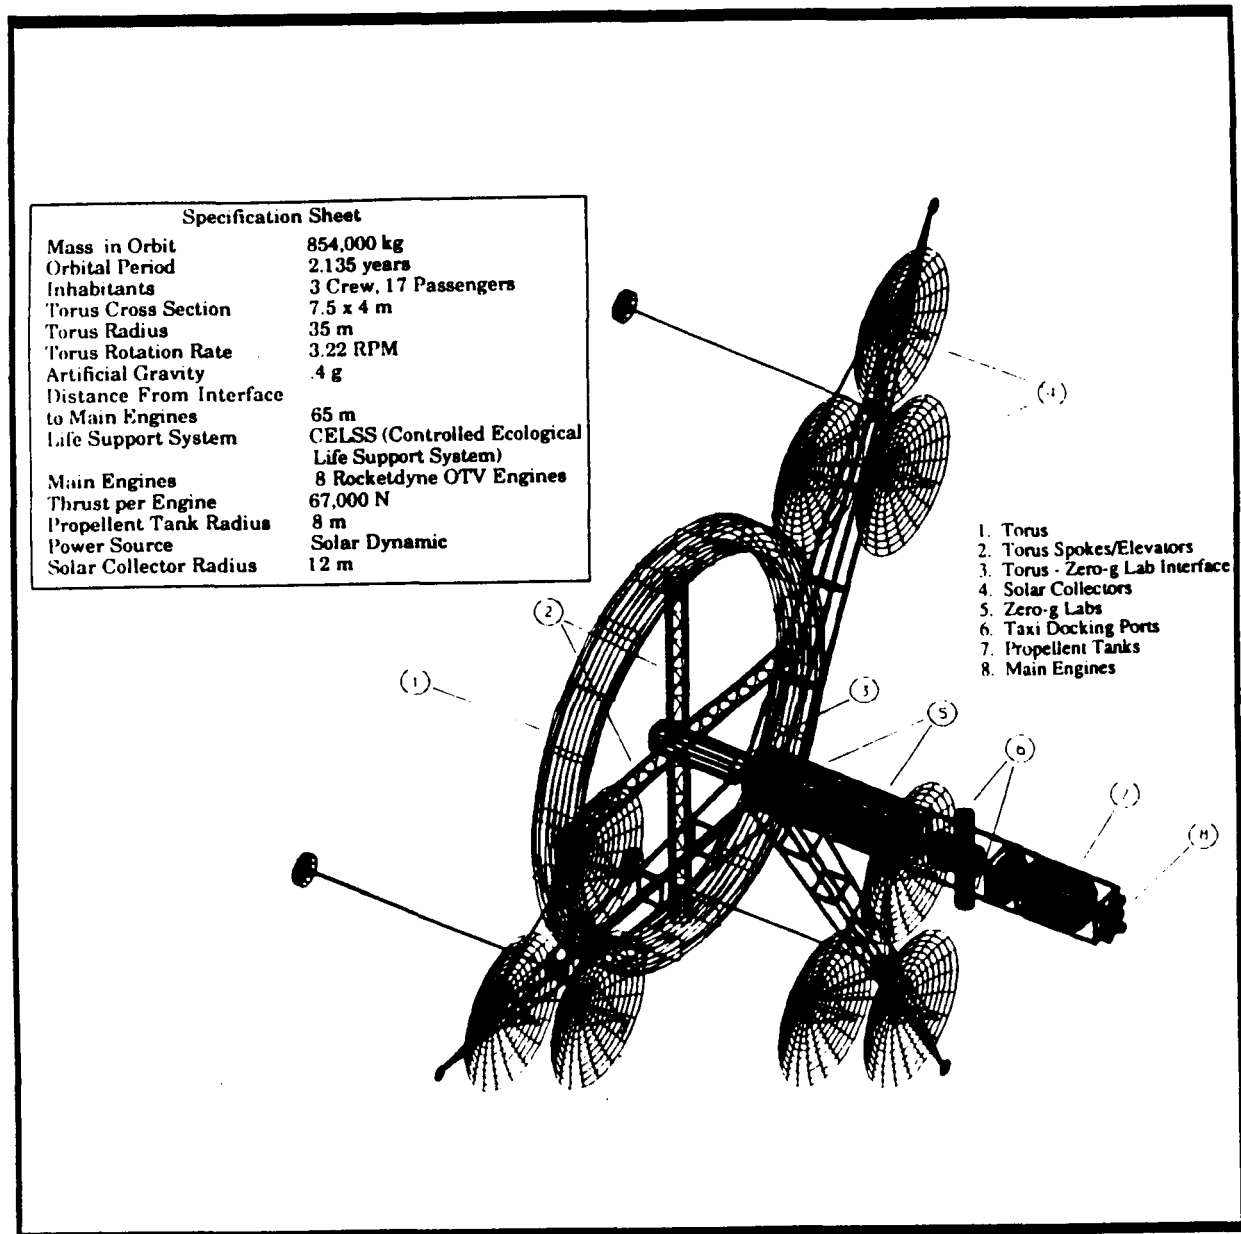 Specification Sheet
Mass in Orbit 854,000 kg
Orbital Period 2.135 years
Inhabitants 3 Crew, 17 Passengers
Torus Cross Section 7.5 x 4 m
Torus Radius 35 m
Torus Rotation Rate 3.22 RPM
Artificial Gravity .4 g
Distance From Interface
to Main Engines 65 m
Life Support System CELSS (Controlled Ecological
Life Support System)
Main Engines 8 Rocketdyne OTV Engines
Thrust per Engine 67,000 N
Propellent Tank Radius 8 m
Power Source Solar Dynamic
Solar Collector Radius 12 m
4
1. Torus
2. Torus Spokes/Elevators
3. Torus - Zero-g Lab Interface
4. Solar Collectors
5. Zero-g Labs
6. Taxi Docking Ports
7. Propellent Tanks
8. Main Engines
2
1
3
5
6
7
8